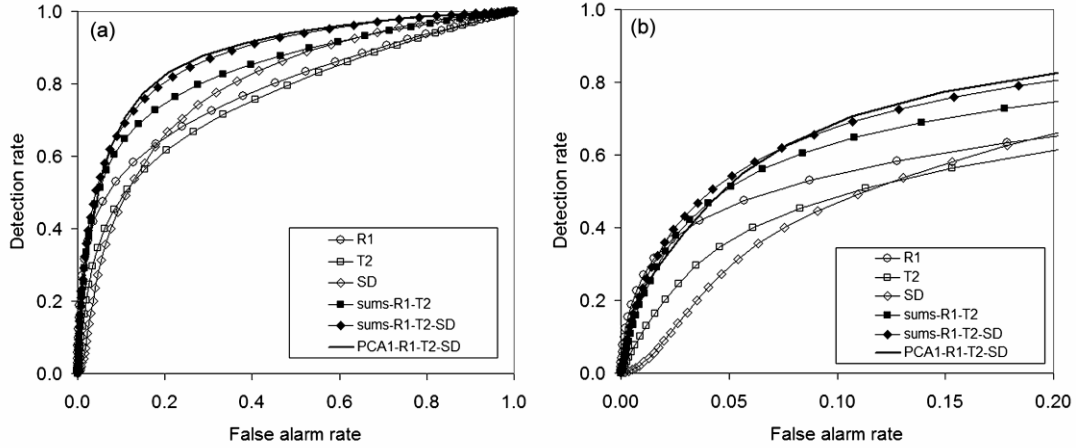 (a)
Detection rate
1.0
0.8
0.6
0.4
0.2
0.0
R1
T2
SD
sums-R1-T2
sums-R1-T2-SD
PCA1-R1-T2-SD
0.0 0.2 0.4 0.6 0.8 1.0
False alarm rate
(b)
Detection rate
1.0
0.8
0.6
0.4
0.2
0.0
R1
T2
SD
sums-R1-T2
sums-R1-T2-SD
PCA1-R1-T2-SD
0.00 0.05 0.10 0.15 0.20
False alarm rate